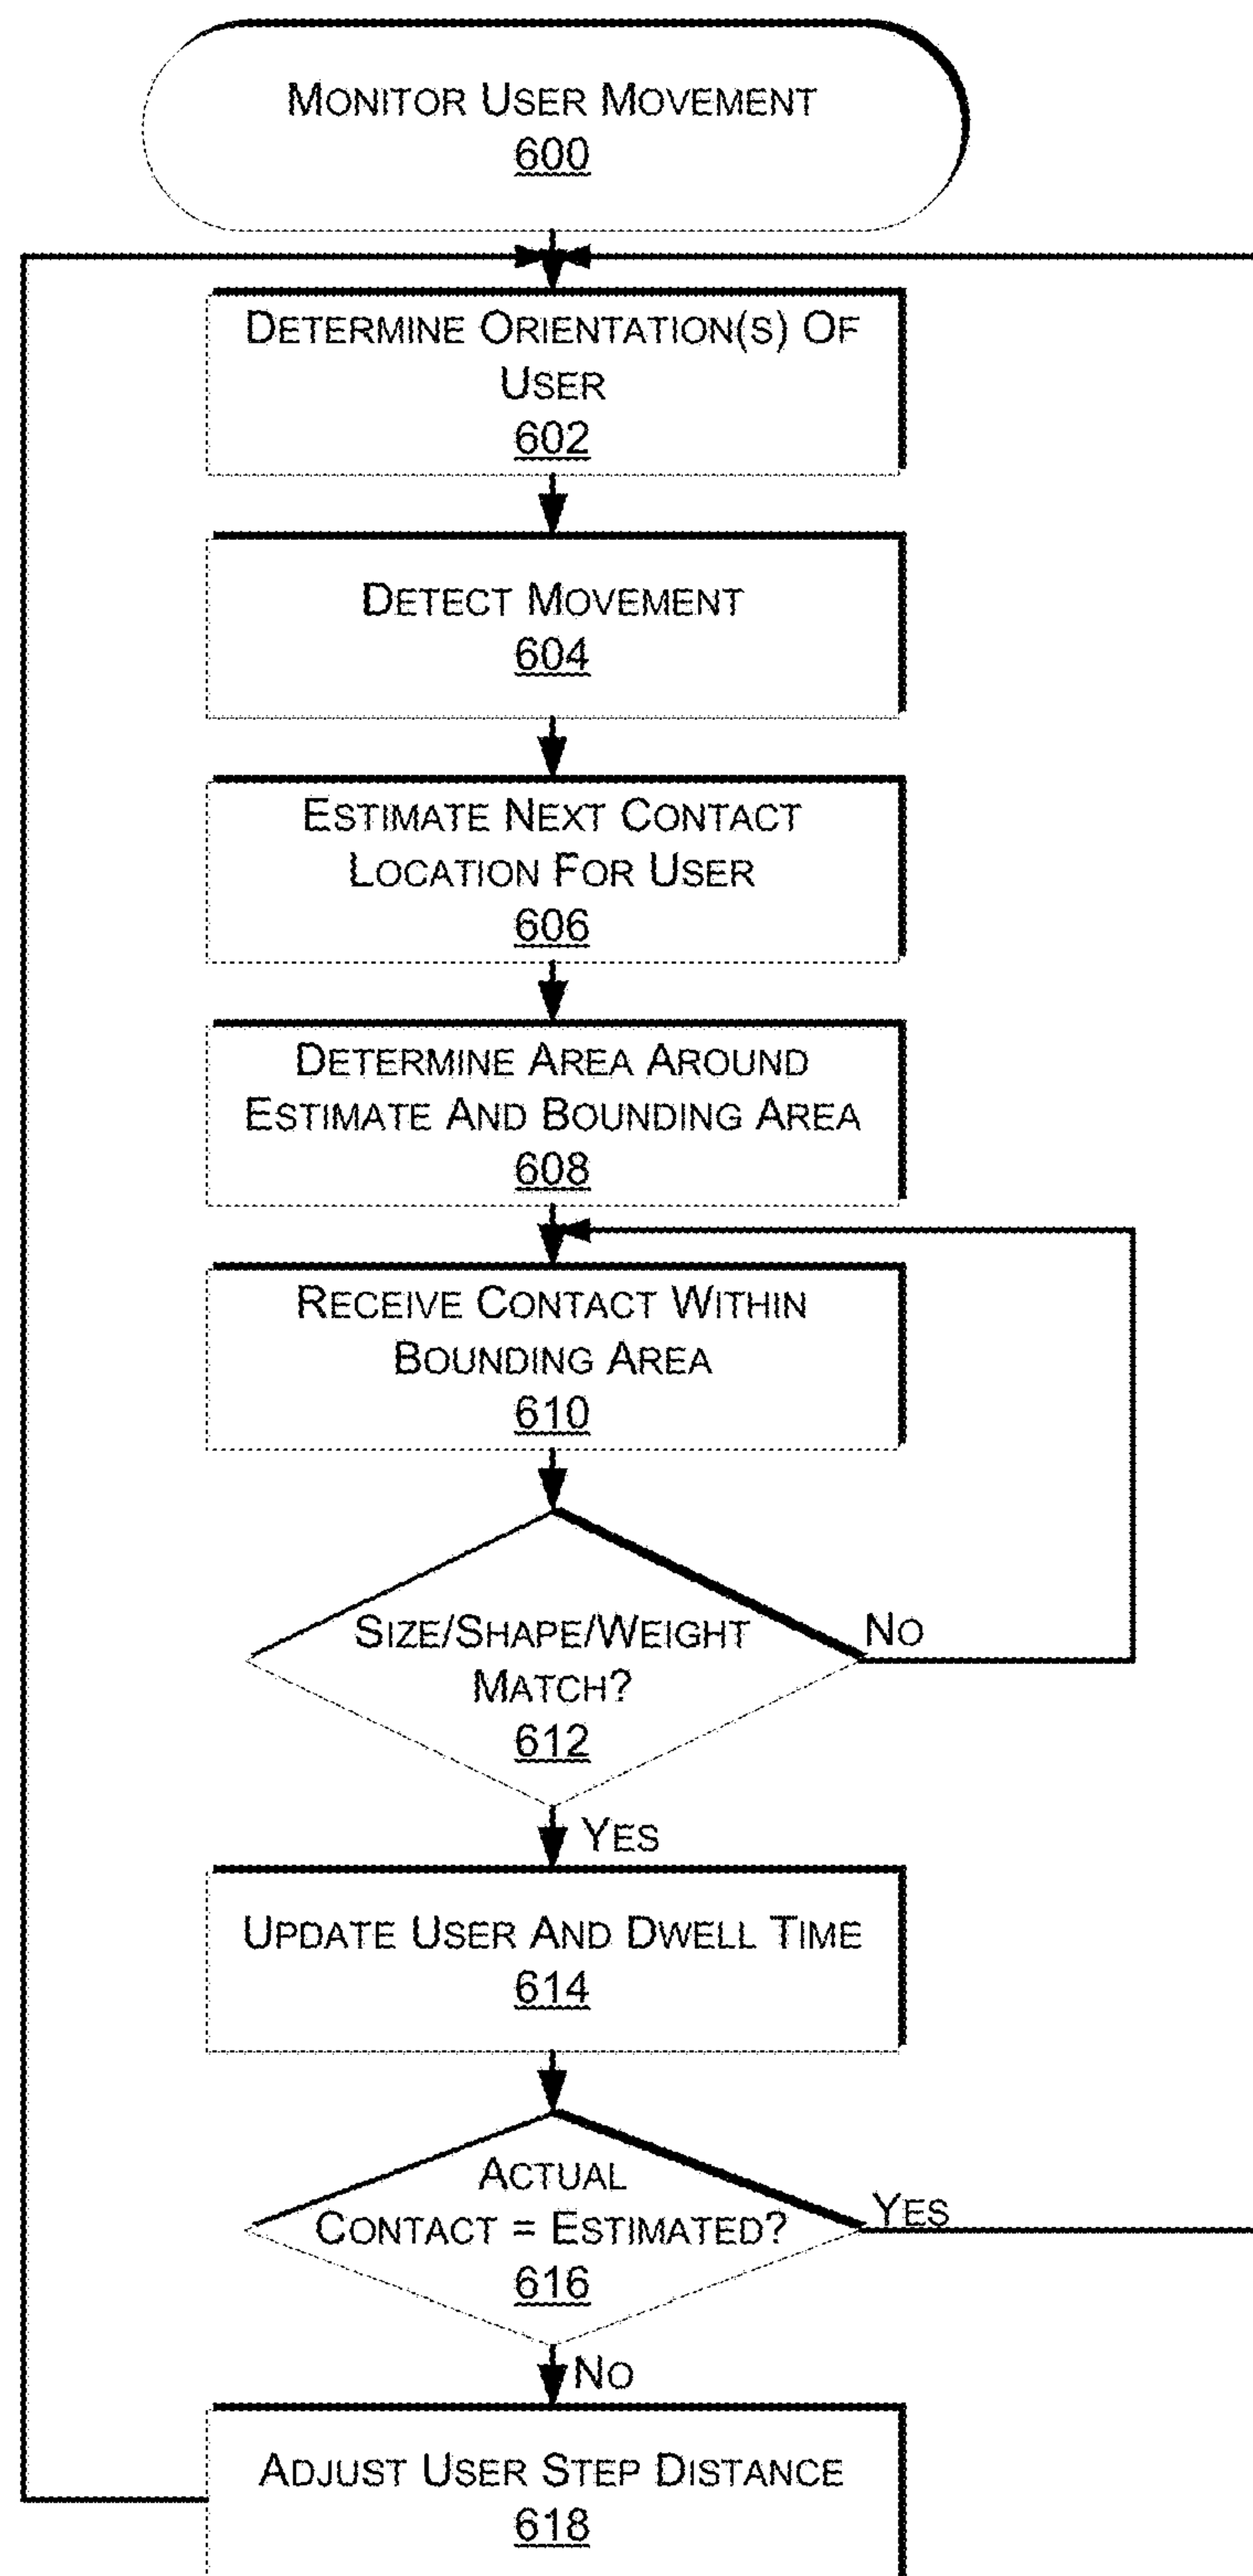 MONITOR USER MOVEMENT
600
DETERMINE ORIENTATION(S) OF
USER
602
DETECT MOVEMENT
604
ESTIMATE NEXT CONTACT
LOCATION FOR USER
606
DETERMINE AREA AROUND
ESTIMATE AND BOUNDING AREA
608
RECEIVE CONTACT WITHIN
BOUNDING AREA
610
SIZE/SHAPE/WEIGHT
MATCH?
612
NO
YES
UPDATE USER AND DWELL TIME
614
ACTUAL
CONTACT = ESTIMATED?
616
YES
NO
ADJUST USER STEP DISTANCE
618